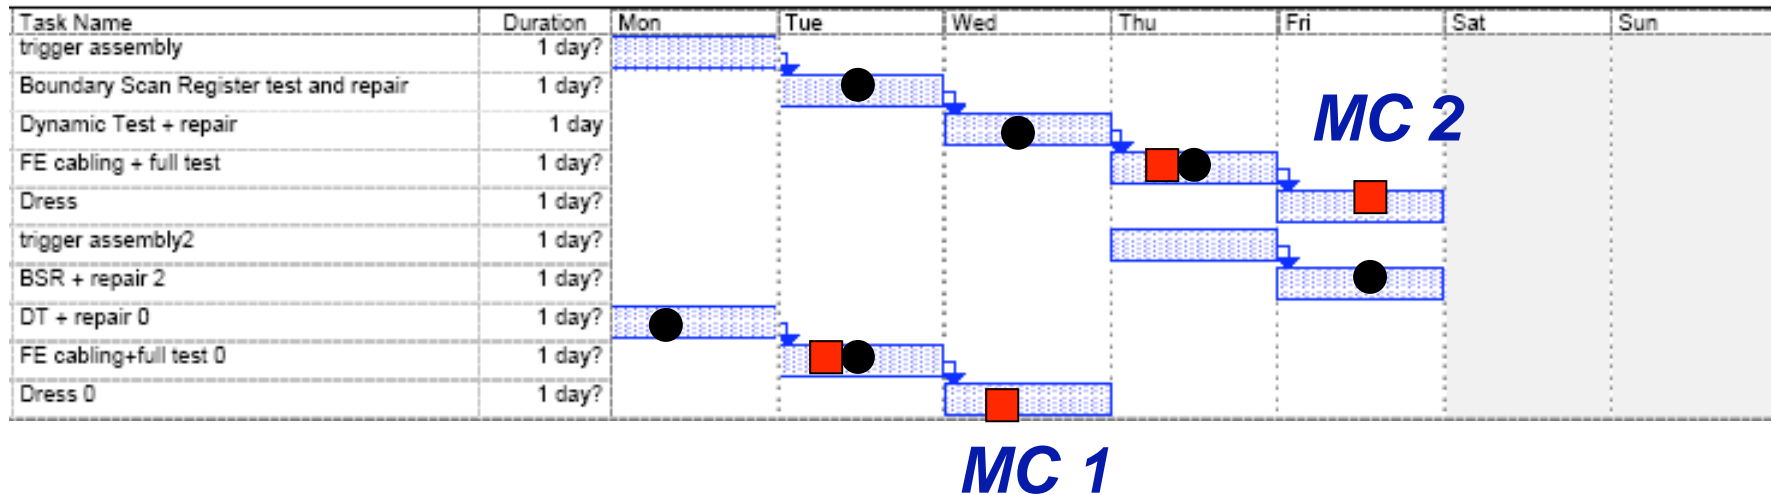 Task Name Duration Mon Tue Wed Thu Fri Sat Sun
trigger assembly 1 day?
Boundary Scan Register test and repair 1 day?
Dynamic Test + repair 1 day
FE cabling + full test 1 day?
Dress 1 day?
trigger assembly2 1 day?
BSR + repair 2 1 day?
DT + repair 0 1 day?
FE cabling+full test 0 1 day?
Dress 0 1 day?
MC 2
MC 1